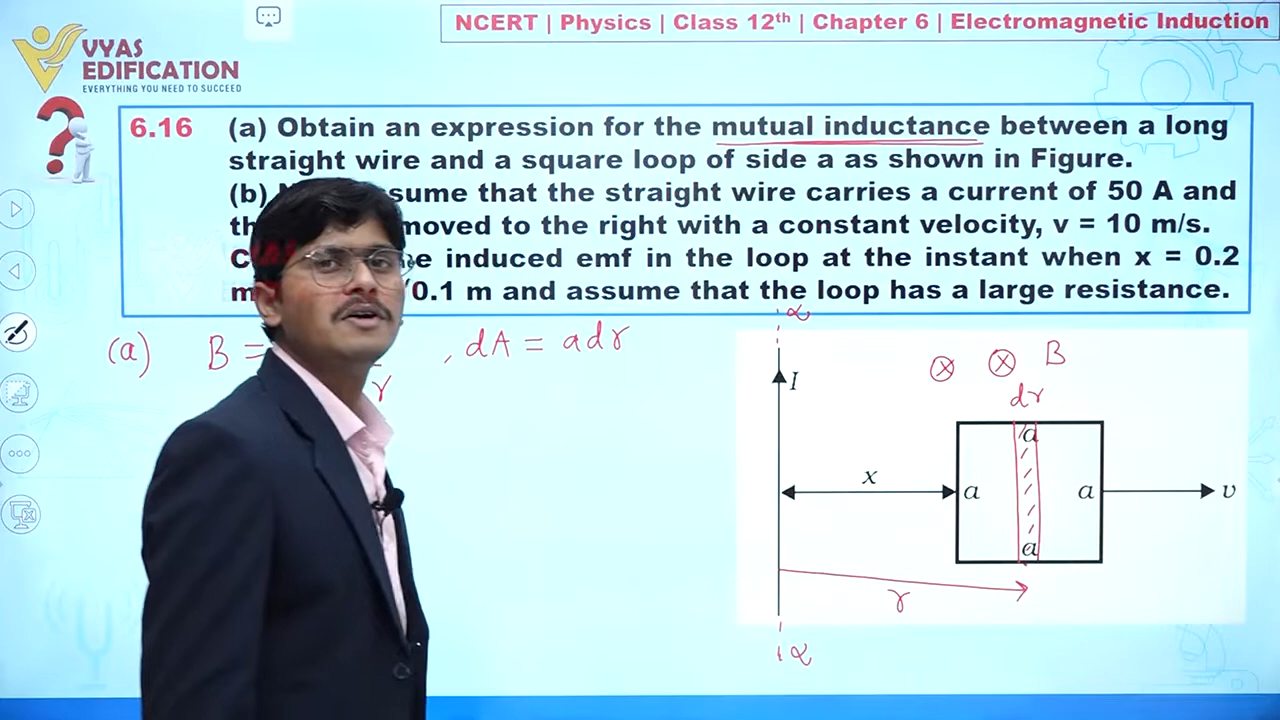 NCERT | Physics | Class 12th | Chapter 6 | Electromagnetic Induction
VYAS
EDIFICATION
EVERYTHING YOU NEED TO SUCCEED
6.16 (a) Obtain an expression for the mutual inductance between a long
straight wire and a square loop of side a as shown in Figure.
(b) assume that the straight wire carries a current of 50 A and
moved to the right with a constant velocity, v = 10 m/s.
induced emf in the loop at the instant when x = 0.2
0.1 m and assume that the loop has a large resistance.
(a) B = r , dA = adr
∝
I
B
dr
a
x
a
a
v
a
r
∝